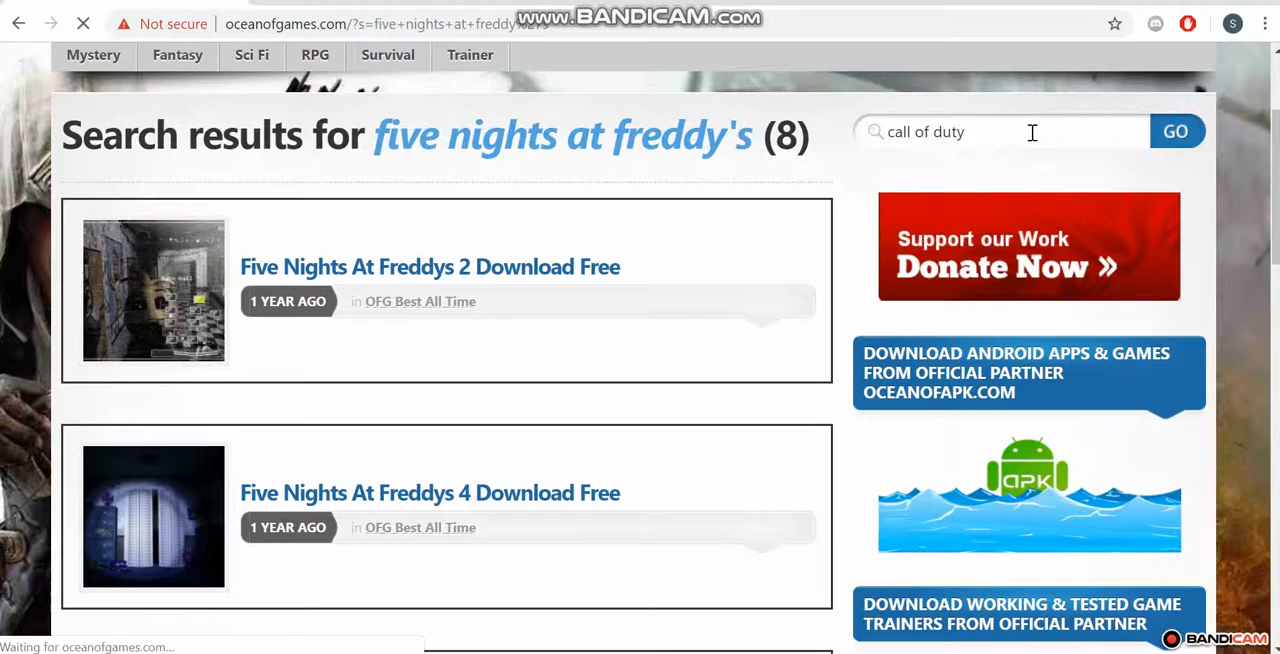 www.BANDICAM.com
Not secure
oceanofgames.com/?s=five+nights+at+freddy%27s
S
Mystery
Fantasy
Sci Fi
RPG
Survival
Trainer
Search results for five nights at freddy's (8)
call of duty
GO
Support our Work
Donate Now »
Five Nights At Freddys 2 Download Free
1 YEAR AGO
in OFG Best All Time
DOWNLOAD ANDROID APPS & GAMES
FROM OFFICIAL PARTNER
OCEANOFAPK.COM
apk
Five Nights At Freddys 4 Download Free
1 YEAR AGO
in OFG Best All Time
DOWNLOAD WORKING & TESTED GAME
TRAINERS FROM OFFICIAL PARTNER
Waiting for oceanofgames.com...
BANDICAM